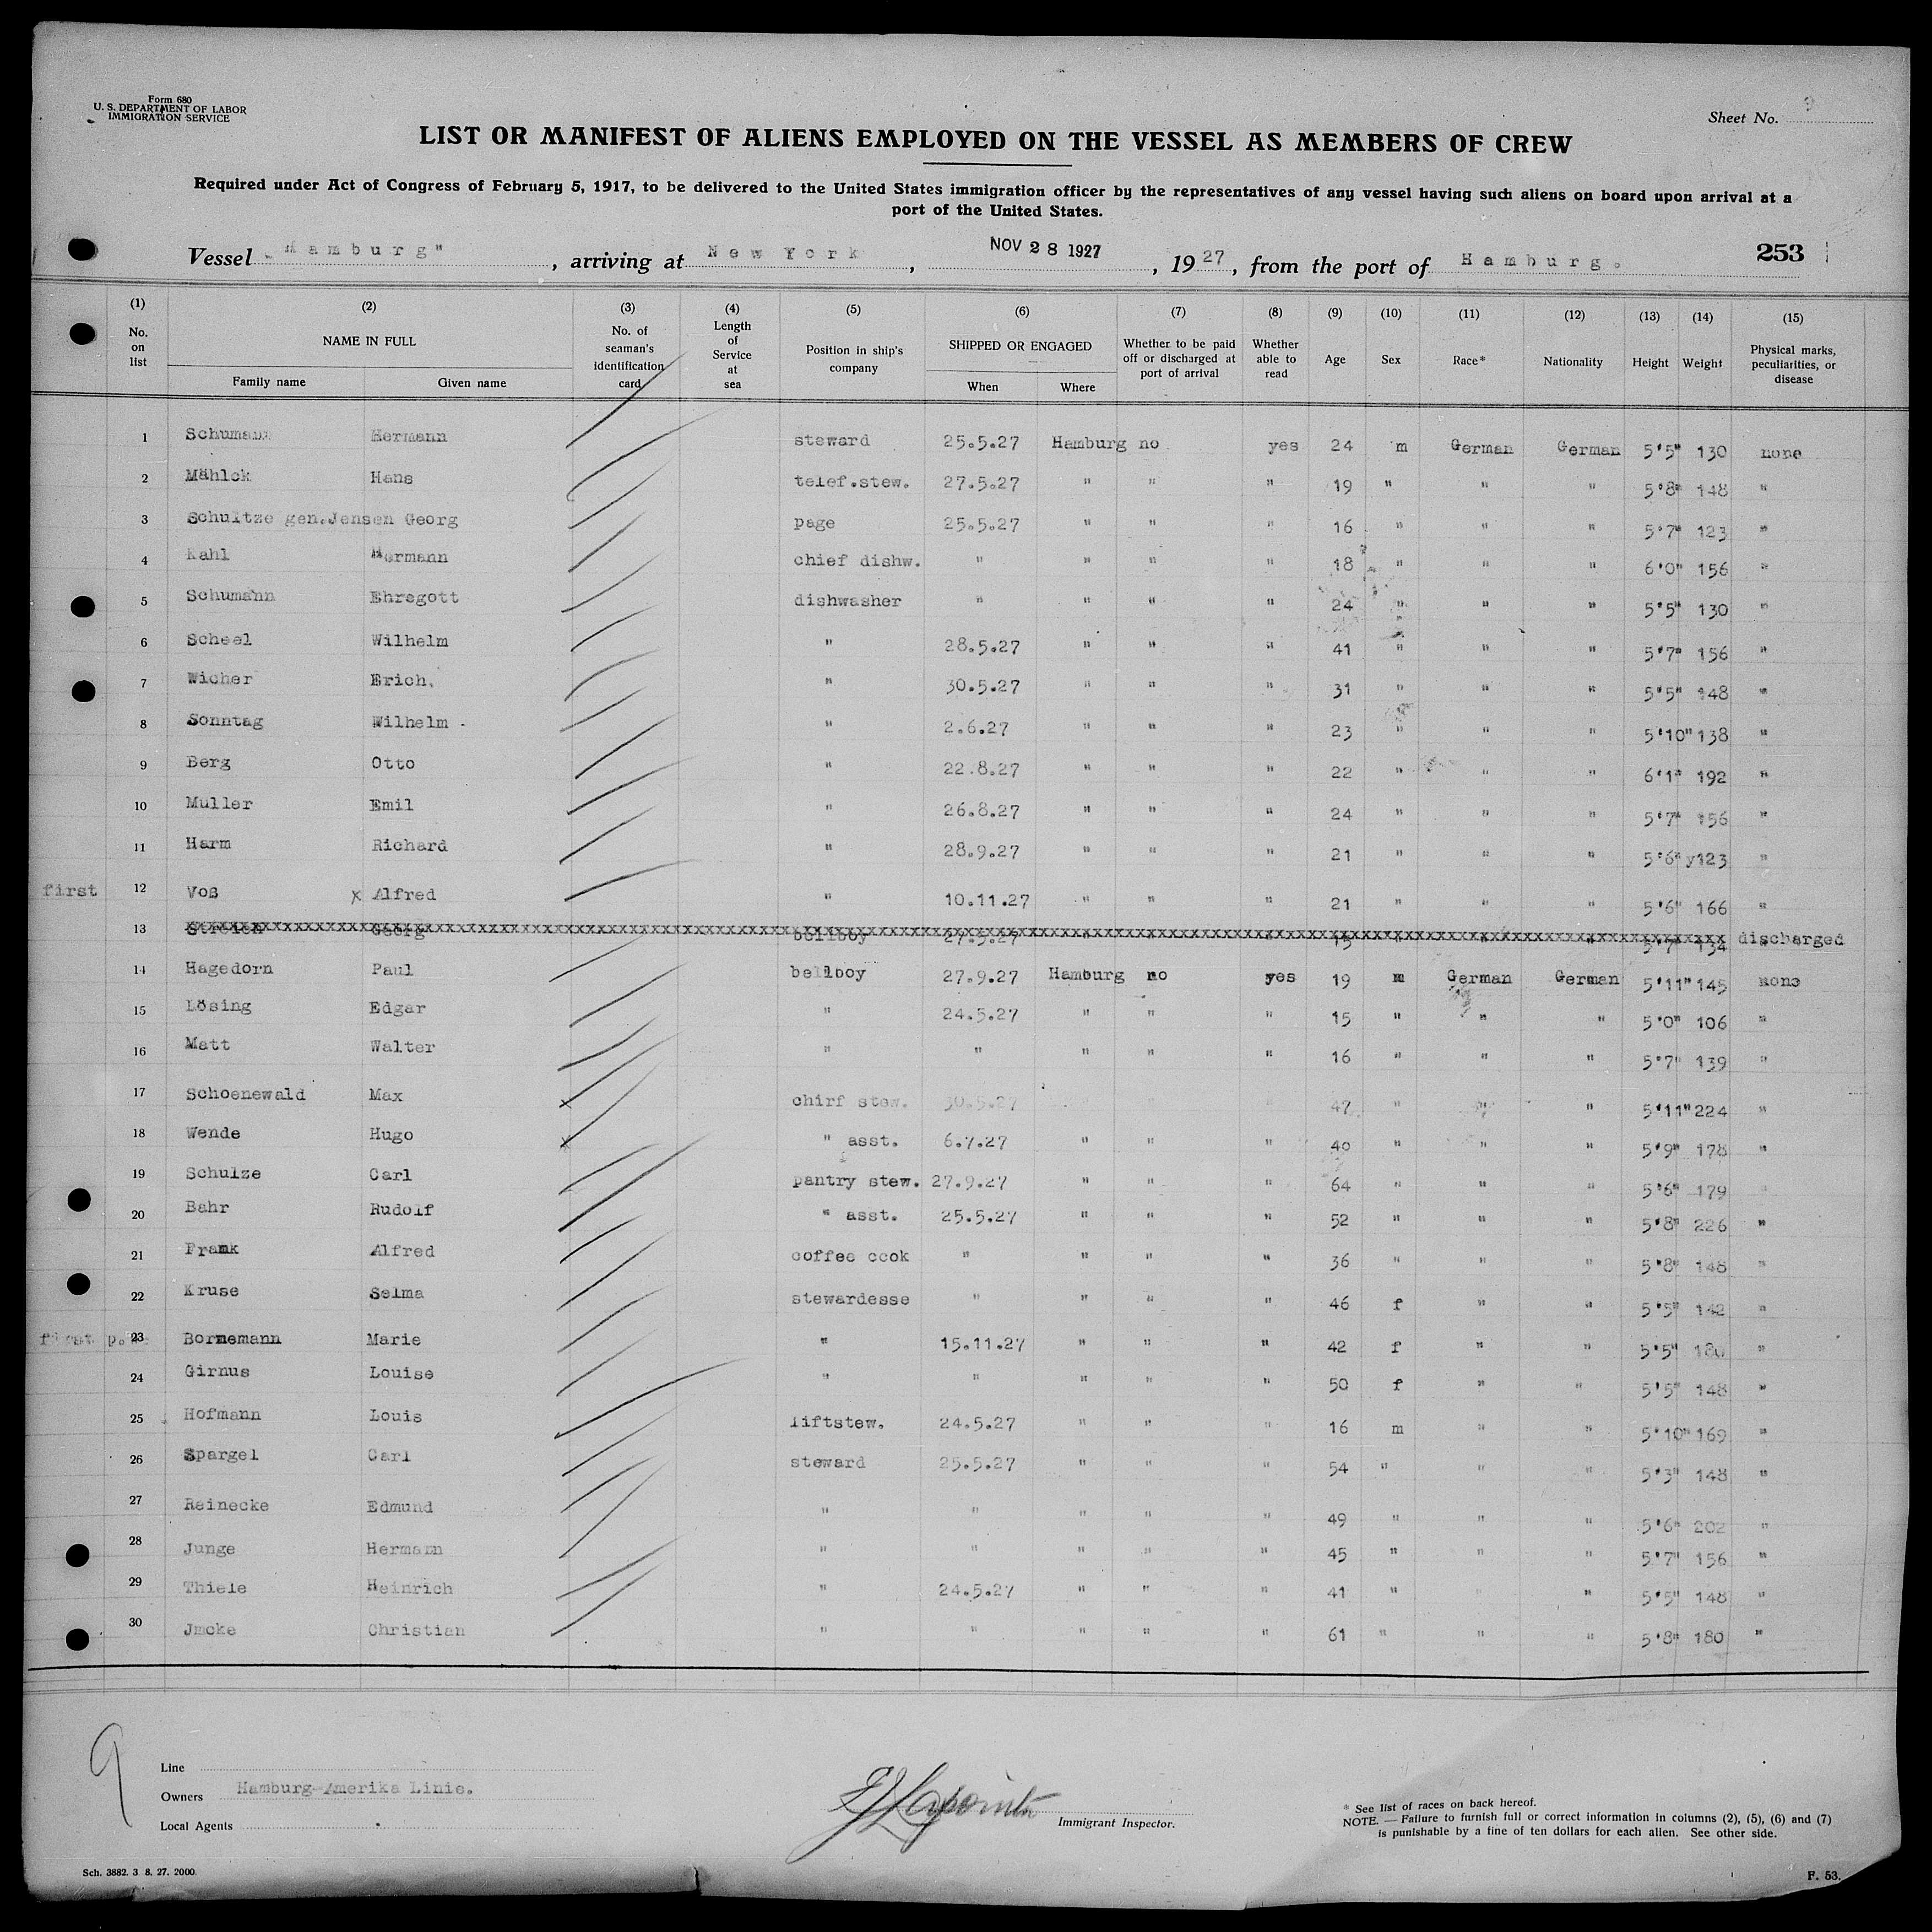 Form 680
U. S. DEPARTMENT OF LABOR
IMMIGRATION SERVICE
Sheet No. 9
LIST OR MANIFEST OF ALIENS EMPLOYED ON THE VESSEL AS MEMBERS OF CREW
Required under Act of Congress of February 5, 1917, to be delivered to the United States immigration officer by the representatives of any vessel having such aliens on board upon arrival at a
port of the United States.
Vessel "Hamburg", arriving at New York, NOV 28 1927, 1927, from the port of Hamburg. 253
(1) No. on list (2) NAME IN FULL Family name Given name (3) No. of seaman's identification card (4) Length of Service at sea (5) Position in ship's company (6) SHIPPED OR ENGAGED When Where (7) Whether to be paid off or discharged at port of arrival (8) Whether able to read (9) Age (10) Sex (11) Race* (12) Nationality (13) Height (14) Weight (15) Physical marks, peculiarities, or disease
1 Schumann Hermann steward 25.5.27 Hamburg no yes 24 m German German 5'5" 130 none
2 Mählck Hans telef.stew. 27.5.27 " " " 19 " " " 5'8" 148 "
3 Schultze gen.Jensen Georg page 25.5.27 " " " 16 " " " 5'7" 123 "
4 Kahl Hermann chief dishw. " " " " 18 " " " 6'0" 156 "
5 Schumann Ehregott dishwasher " " " " 24 " " " 5'5" 130 "
6 Scheel Wilhelm " 28.5.27 " " " 41 " " " 5'7" 156 "
7 Wicher Erich. " 30.5.27 " " " 31 " " " 5'5" 148 "
8 Sonntag Wilhelm " 2.6.27 " " " 23 " " " 5'10" 138 "
9 Berg Otto " 22.8.27 " " " 22 " " " 6'1" 192 "
10 Muller Emil " 26.8.27 " " " 24 " " " 5'7" 156 "
11 Harm Richard " 28.9.27 " " " 21 " " " 5'6" y123 "
first 12 Voß x Alfred " 10.11.27 " " " 21 " " " 5'6" 166 "
13 Georg bellboy 27.5.27 " " " 15 " " " 5'7" 134 discharged
14 Hagedorn Paul bellboy 27.9.27 Hamburg no yes 19 m German German 5'11" 145 none
15 Lösing Edgar " 24.5.27 " " " 15 " " " 5'0" 106 "
16 Matt Walter " " " " " 16 " " " 5'7" 139 "
17 Schoenewald Max chirf stew. 30.5.27 " " " 47 " " " 5'11" 224 "
18 Wende Hugo " asst. 6.7.27 " " " 40 " " " 5'9" 178 "
19 Schulze Carl pantry stew. 27.9.27 " " " 64 " " " 5'6" 179 "
20 Bahr Rudolf " asst. 25.5.27 " " " 52 " " " 5'8" 226 "
21 Frank Alfred coffee cook " " " " 36 " " " 5'8" 148 "
22 Kruse Selma stewardesse " " " " 46 f " " 5'5" 142 "
first p. 23 Bornemann Marie " 15.11.27 " " " 42 f " " 5'5" 180 "
24 Girnus Louise " " " " " 50 f " " 5'5" 148 "
25 Hofmann Louis liftstew. 24.5.27 " " " 16 m " " 5'10" 169 "
26 Spargel Carl steward 25.5.27 " " " 54 " " " 5'3" 148 "
27 Reinecke Edmund " " " " " 49 " " " 5'6" 202 "
28 Junge Hermann " " " " " 45 " " " 5'7" 156 "
29 Thiele Heinrich " 24.5.27 " " " 41 " " " 5'5" 148 "
30 Jmcke Christian " " " " " 61 " " " 5'8" 180 "
9
Line
Owners Hamburg-Amerika Linie.
Local Agents
Immigrant Inspector.
* See list of races on back hereof.
NOTE. — Failure to furnish full or correct information in columns (2), (5), (6) and (7)
is punishable by a fine of ten dollars for each alien. See other side.
Sch. 3882. 3 8. 27. 2000.
F. 53.